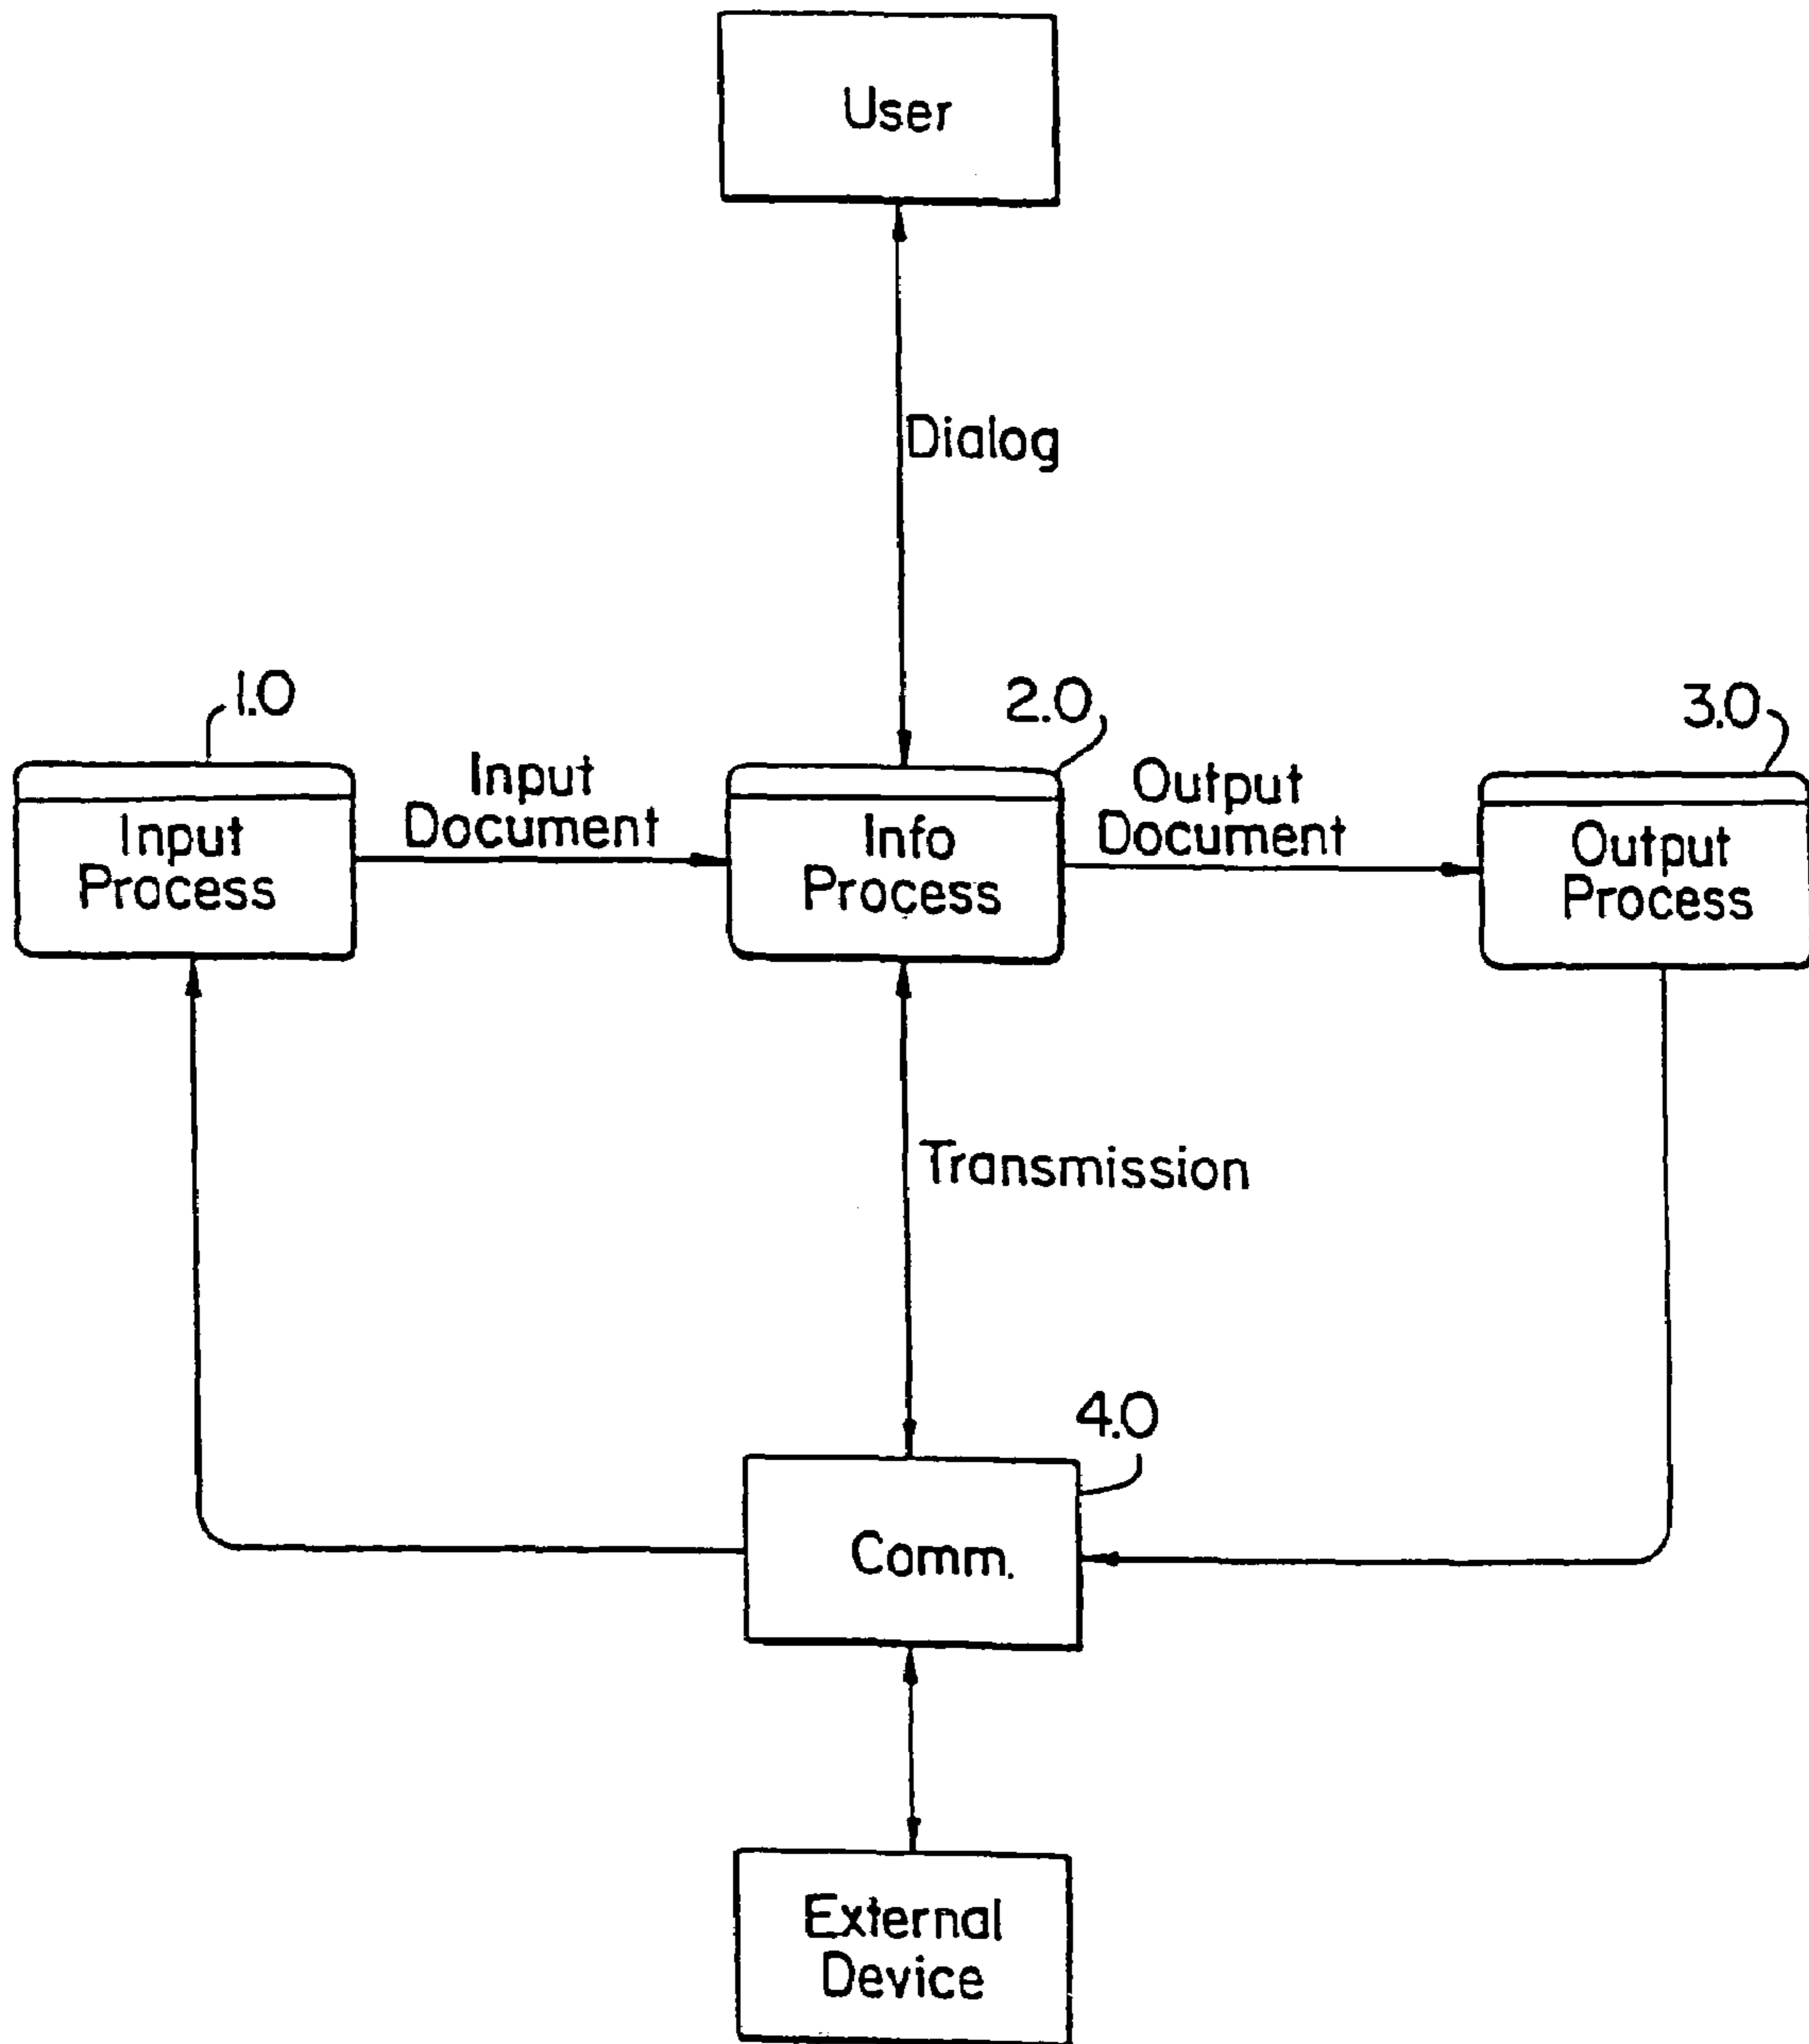 User
Dialog
1.0
2.0
3.0
Input
Document
Output
Document
Input
Process
Info
Process
Output
Process
Transmission
4.0
Comm.
External
Device